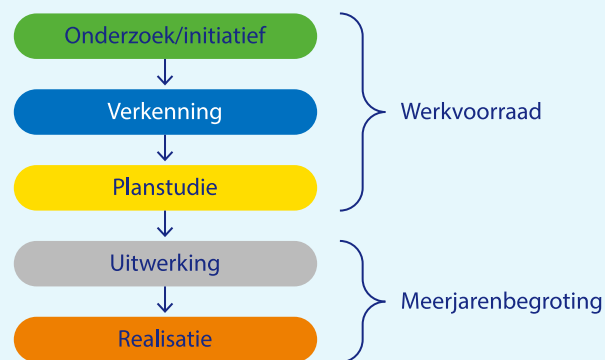 Onderzoek/initiatief
Verkenning
Werkvoorraad
Planstudie
Uitwerking
Meerjarenbegroting
Realisatie